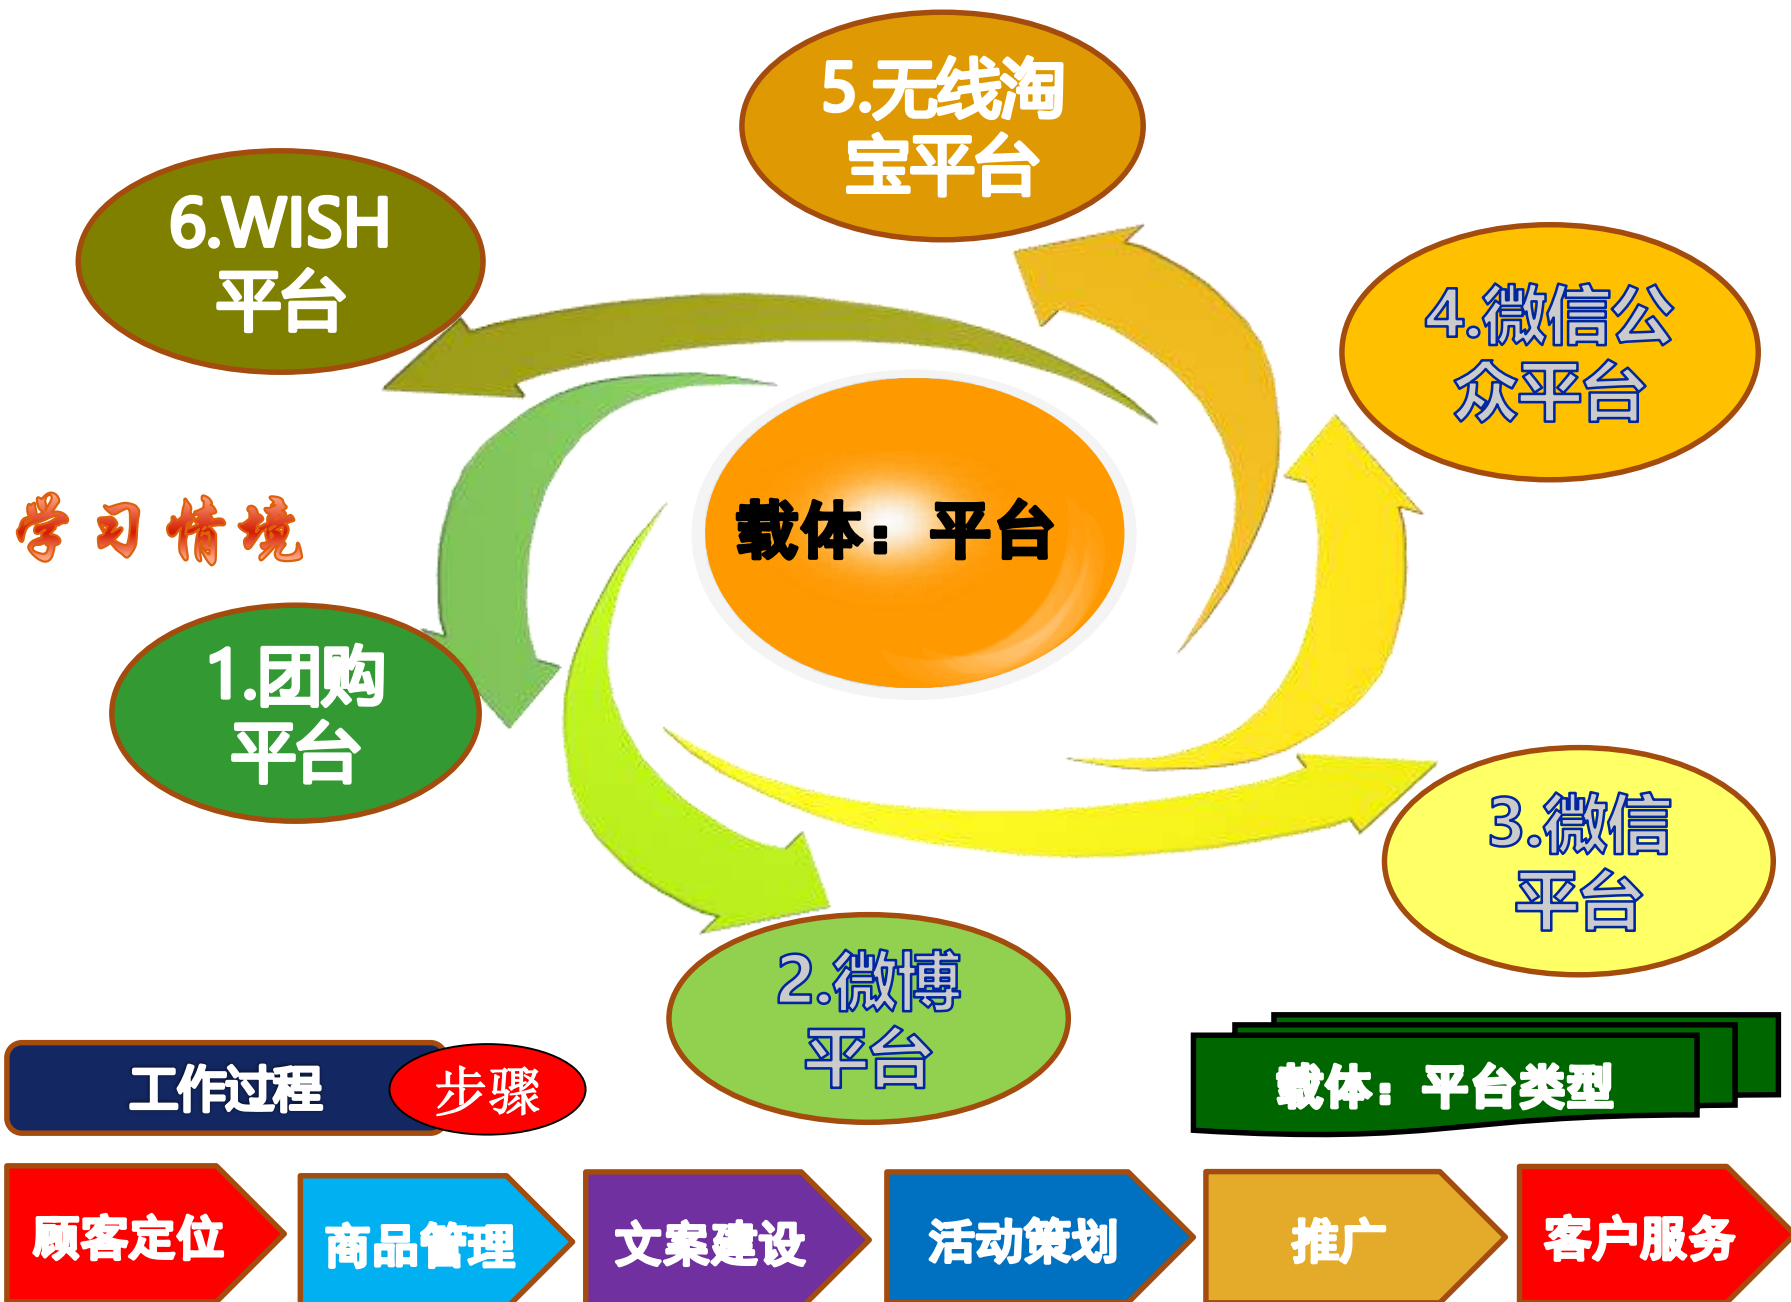 5.无线淘
宝平台
6.WISH
平台
4.微信公
众平台
载体：平台
学习情境
1.团购
平台
3.微信
平台
2.微博
平台
工作过程
步骤
载体：平台类型
顾客定位
商品管理
文案建设
活动策划
推广
客户服务